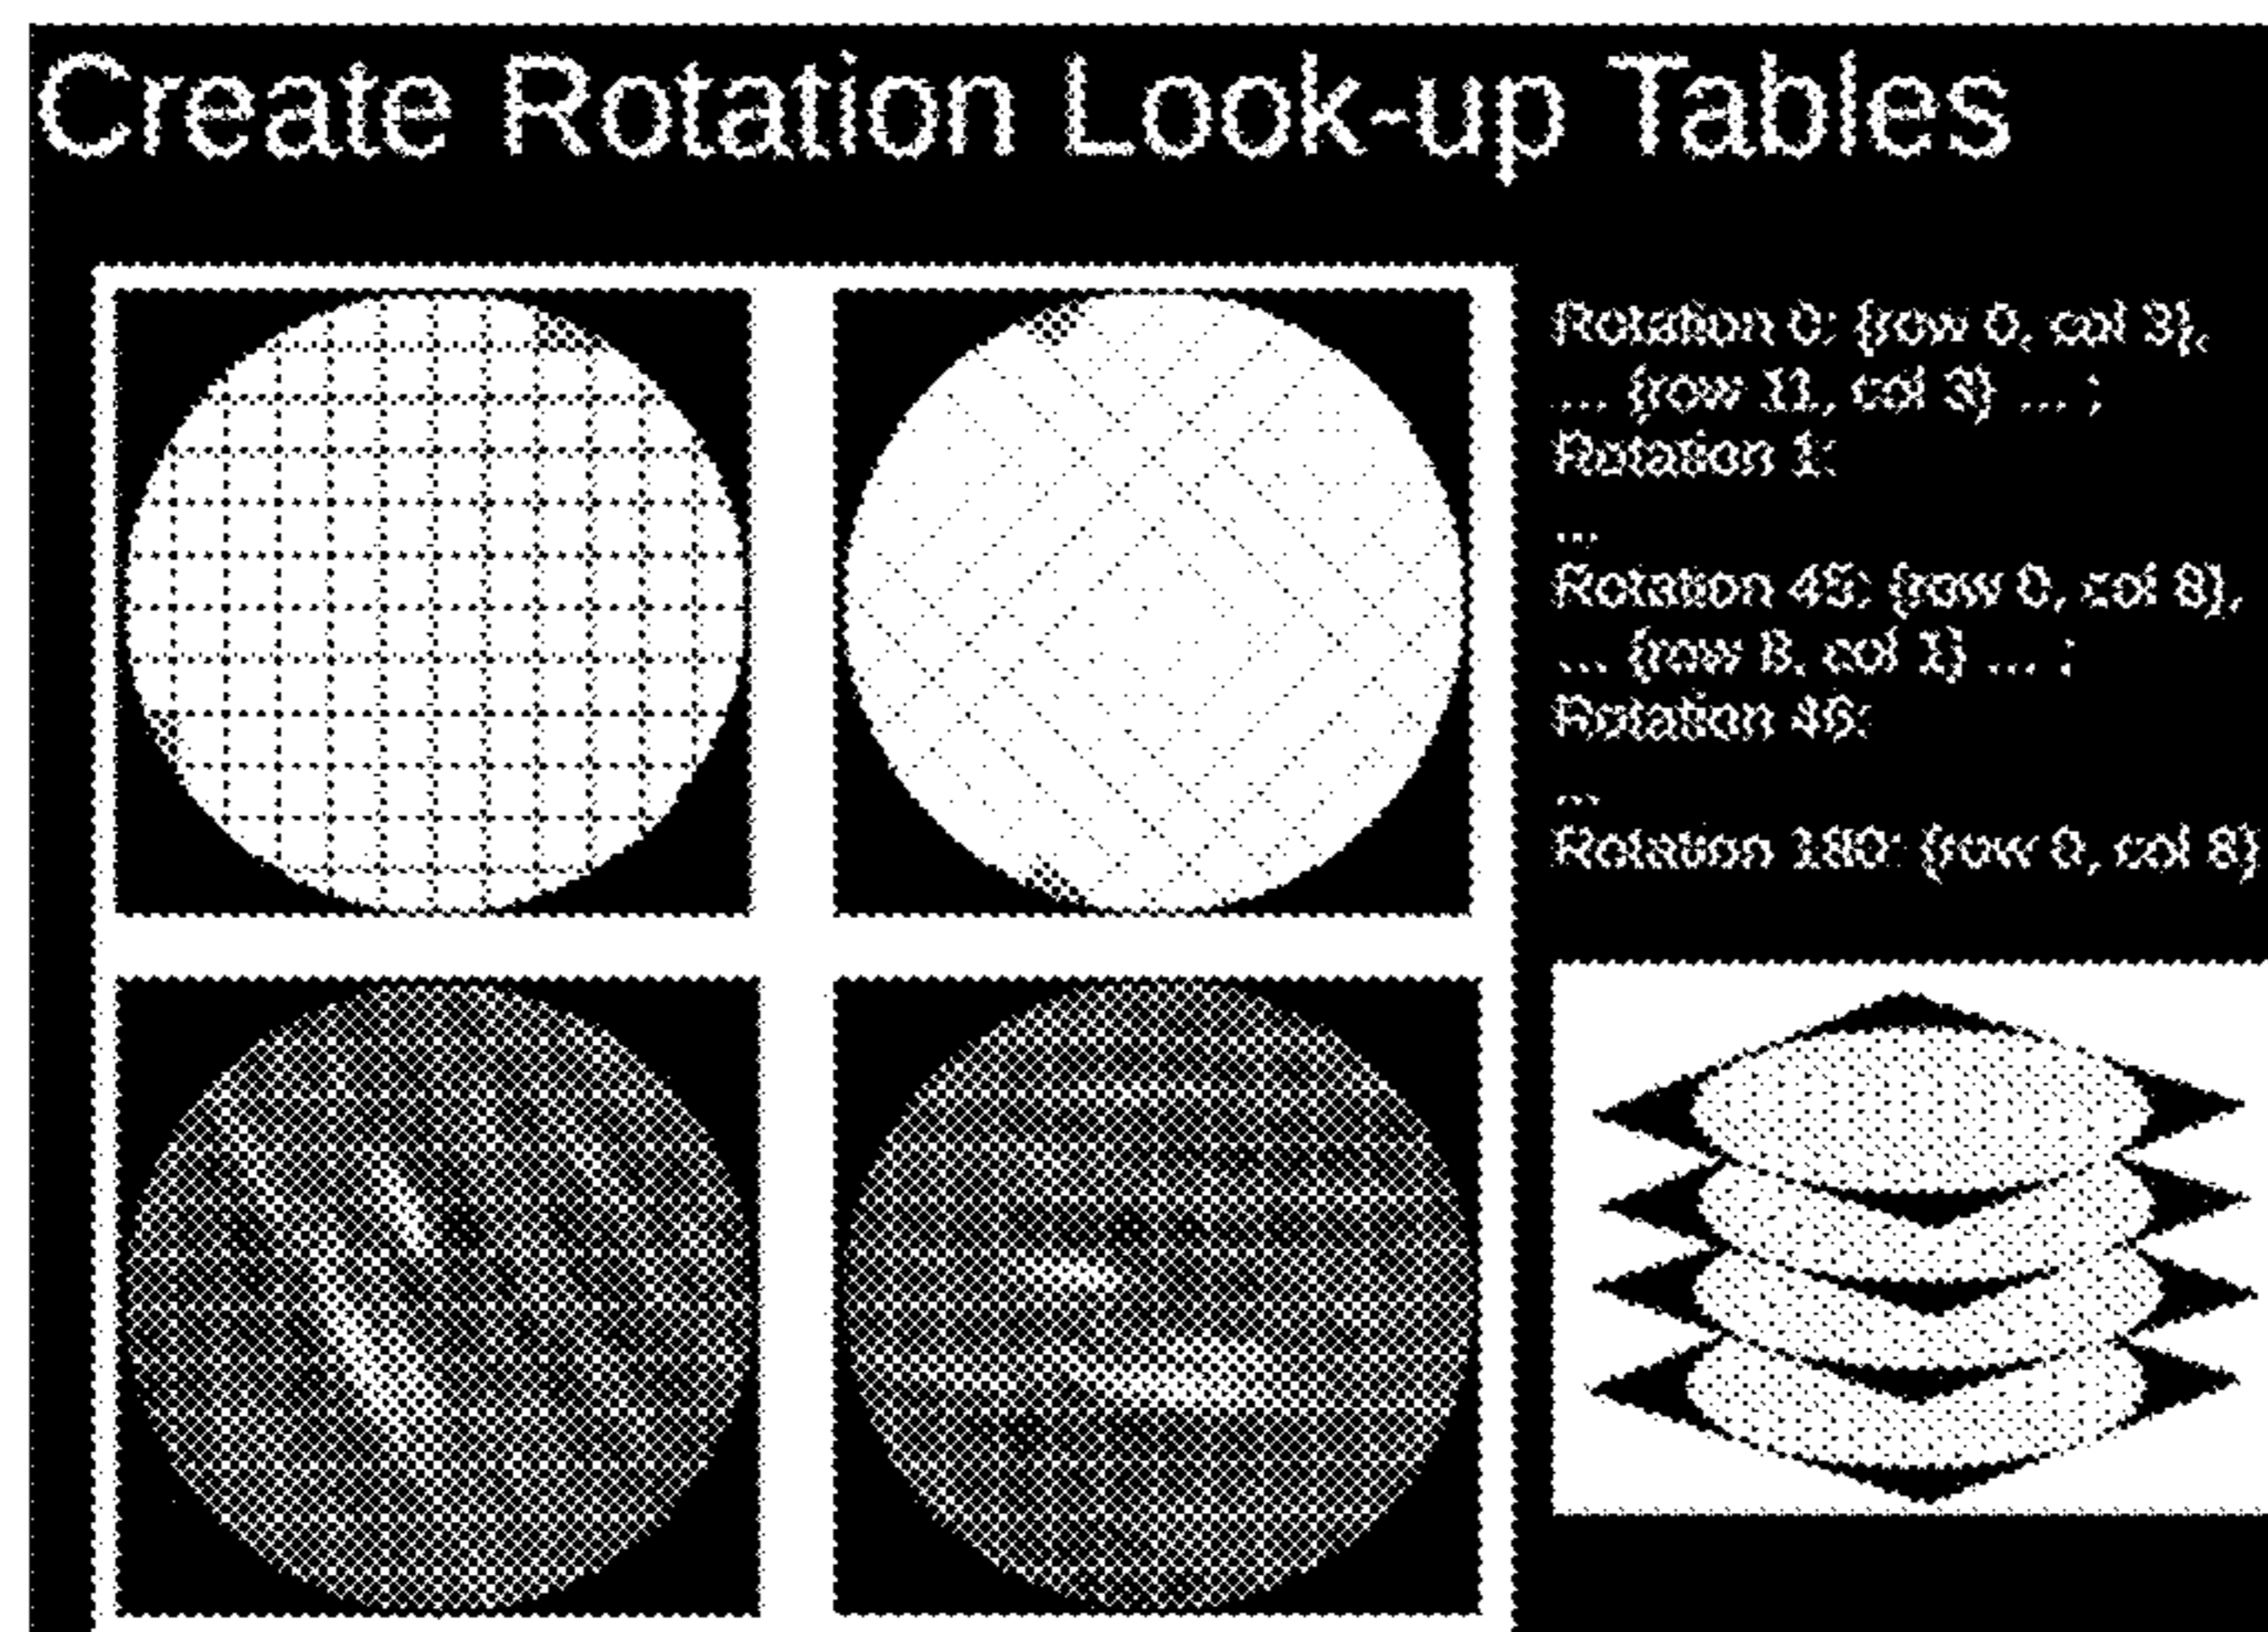 Create Rotation Look-up Tables
Rotation 0: {row 0, col 3},
... {row 11, col 3} ... ;
Rotation 1:
...
Rotation 45: {row 0, col 8},
... {row 8, col 1} ... ;
Rotation 46:
...
Rotation 180: {row 0, col 8}